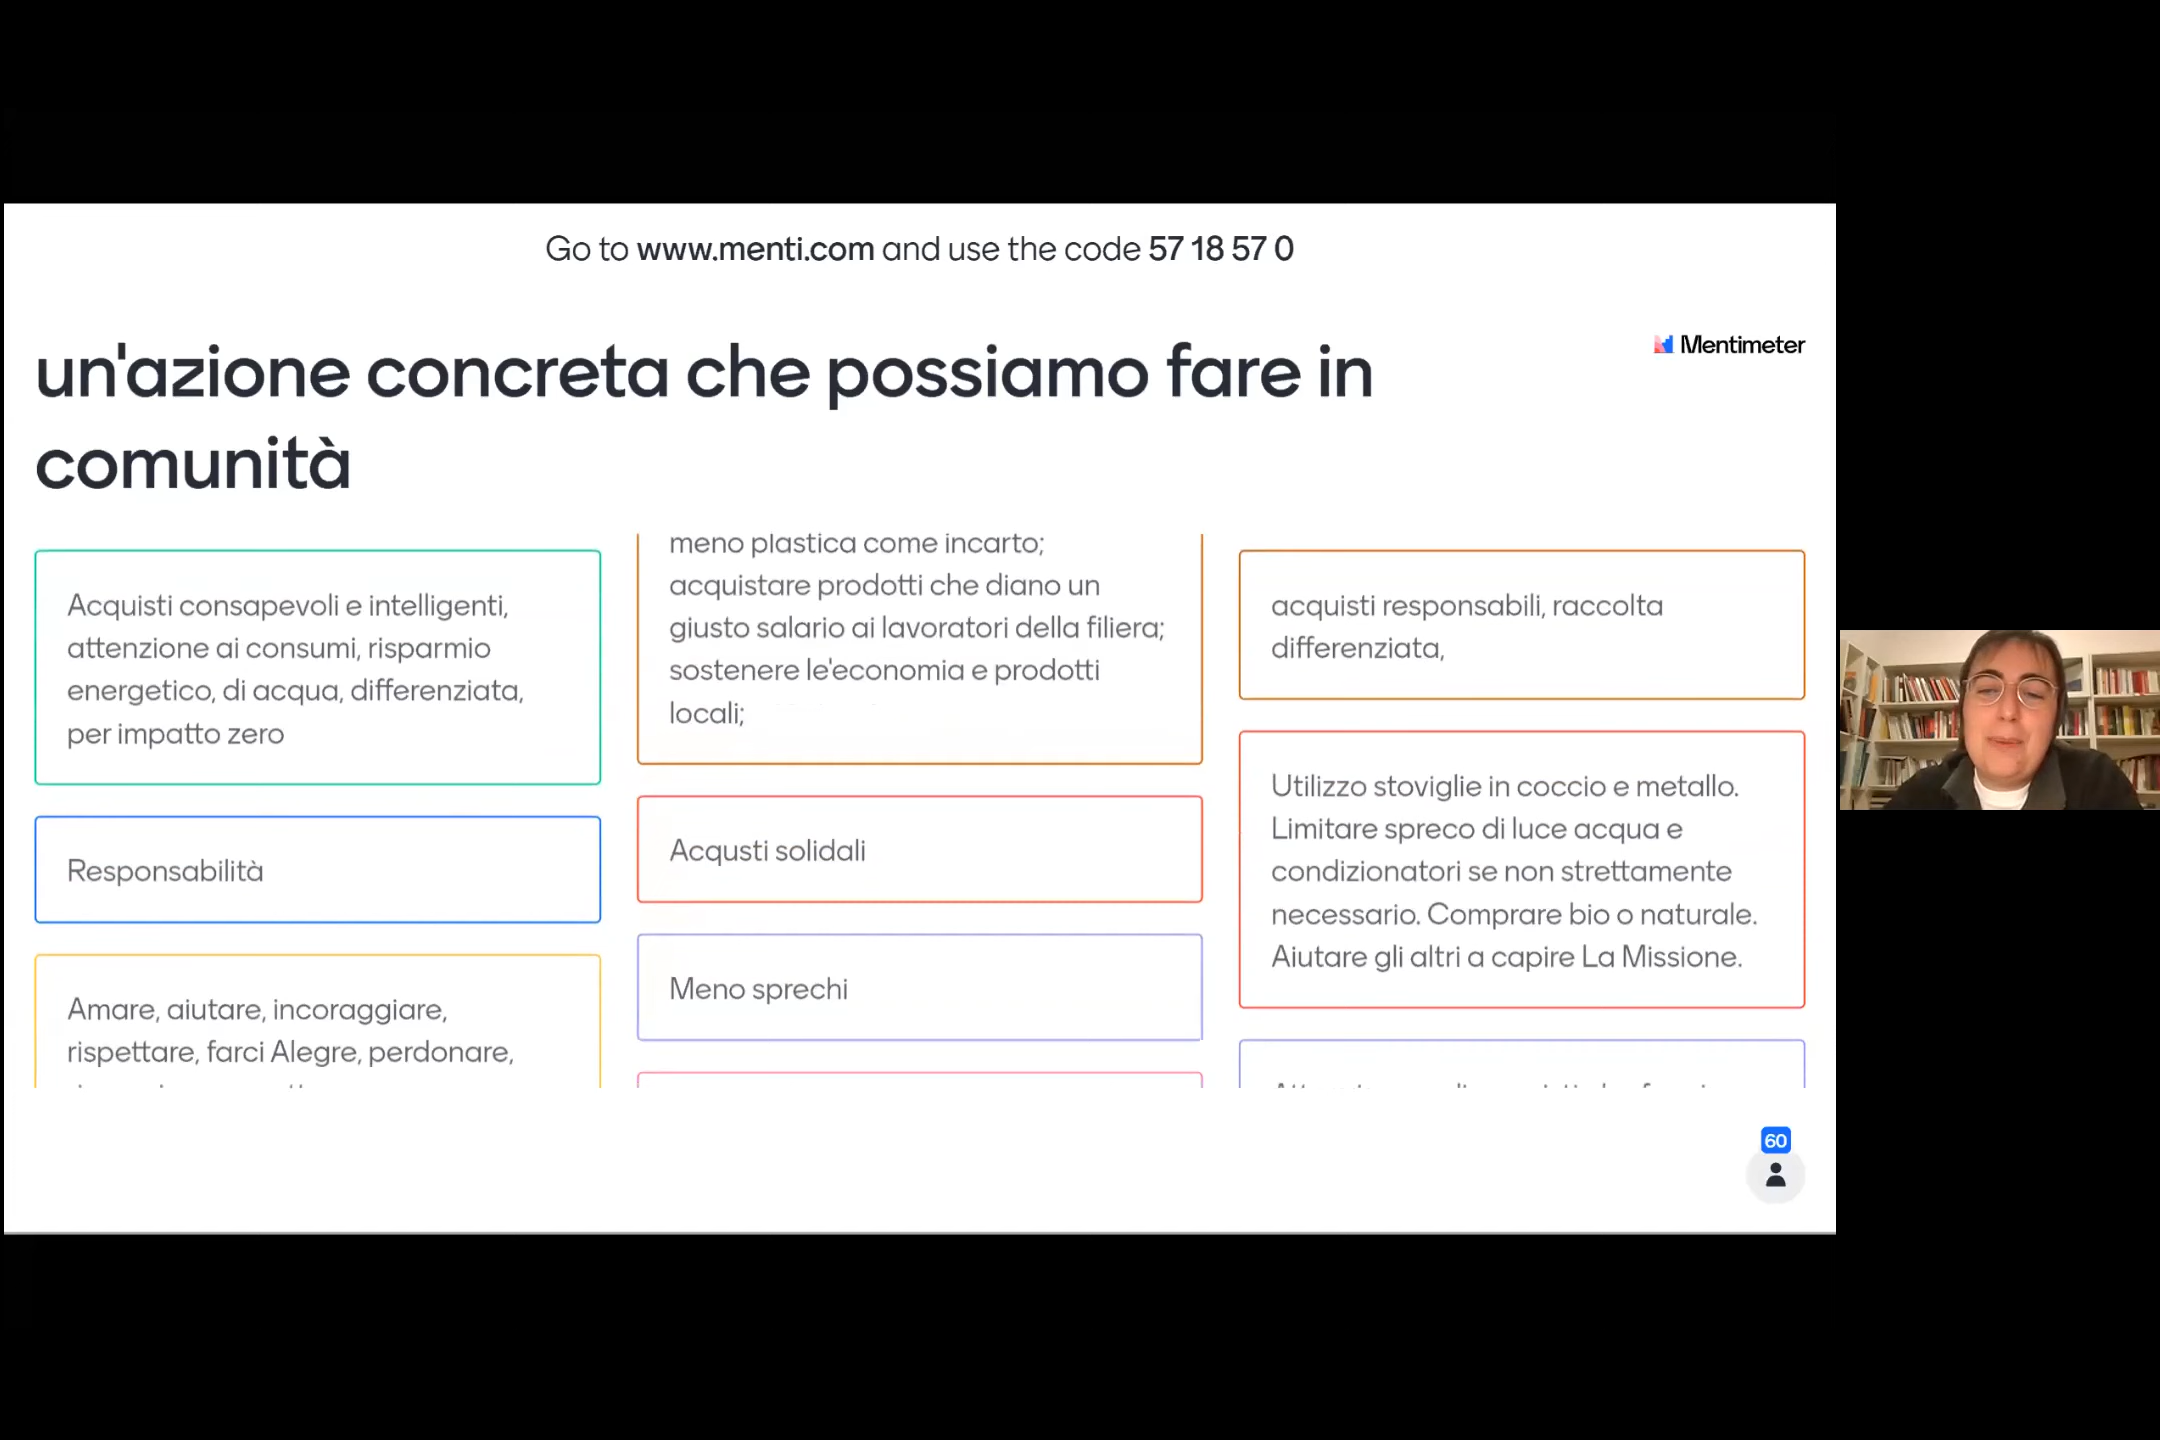 Go to www.menti.com and use the code 57 18 57 0
Mentimeter
un'azione concreta che possiamo fare in
comunità
Acquisti consapevoli e intelligenti,
attenzione ai consumi, risparmio
energetico, di acqua, differenziata,
per impatto zero
Responsabilità
Amare, aiutare, incoraggiare,
rispettare, farci Alegre, perdonare,
meno plastica come incarto;
acquistare prodotti che diano un
giusto salario ai lavoratori della filiera;
sostenere le'economia e prodotti
locali;
Acqusti solidali
Meno sprechi
acquisti responsabili, raccolta
differenziata,
Utilizzo stoviglie in coccio e metallo.
Limitare spreco di luce acqua e
condizionatori se non strettamente
necessario. Comprare bio o naturale.
Aiutare gli altri a capire La Missione.
60